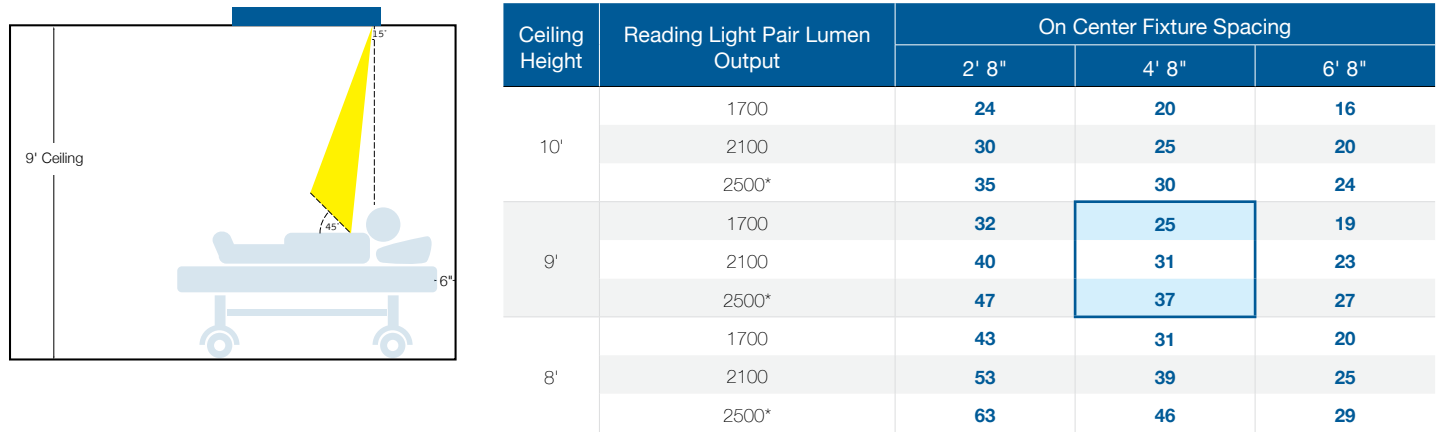 15°
9' Ceiling
45°
6"
Ceiling Height Reading Light Pair Lumen Output On Center Fixture Spacing
2' 8" 4' 8" 6' 8"
10' 1700 24 20 16
2100 30 25 20
2500* 35 30 24
9' 1700 32 25 19
2100 40 31 23
2500* 47 37 27
8' 1700 43 31 20
2100 53 39 25
2500* 63 46 29